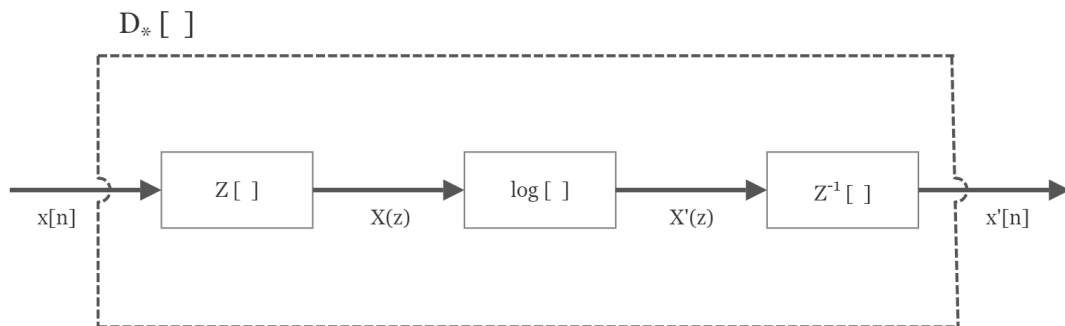 D* [ ]
Z [ ]
log [ ]
Z⁻¹ [ ]
x[n]
X(z)
X'(z)
x'[n]